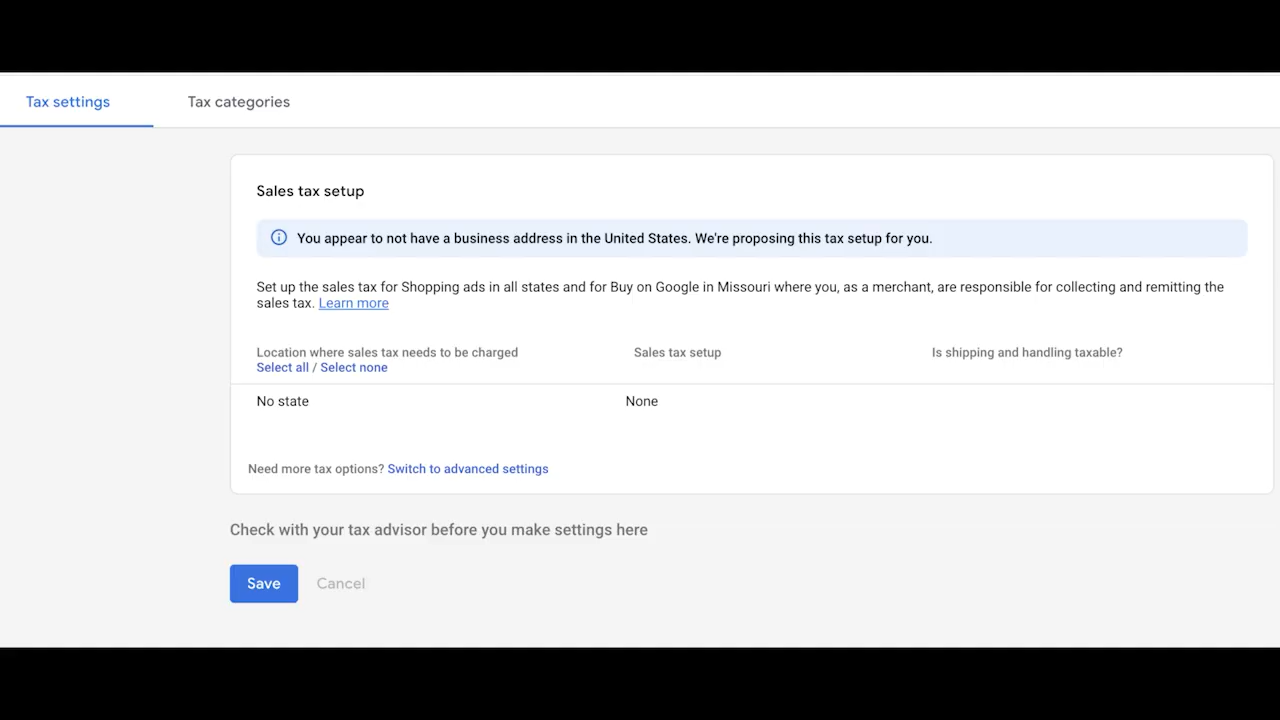 Tax settings
Tax categories
Sales tax setup
You appear to not have a business address in the United States. We're proposing this tax setup for you.
Set up the sales tax for Shopping ads in all states and for Buy on Google in Missouri where you, as a merchant, are responsible for collecting and remitting the
sales tax. Learn more
Location where sales tax needs to be charged
Select all / Select none
Sales tax setup
Is shipping and handling taxable?
No state
None
Need more tax options? Switch to advanced settings
Check with your tax advisor before you make settings here
Save
Cancel